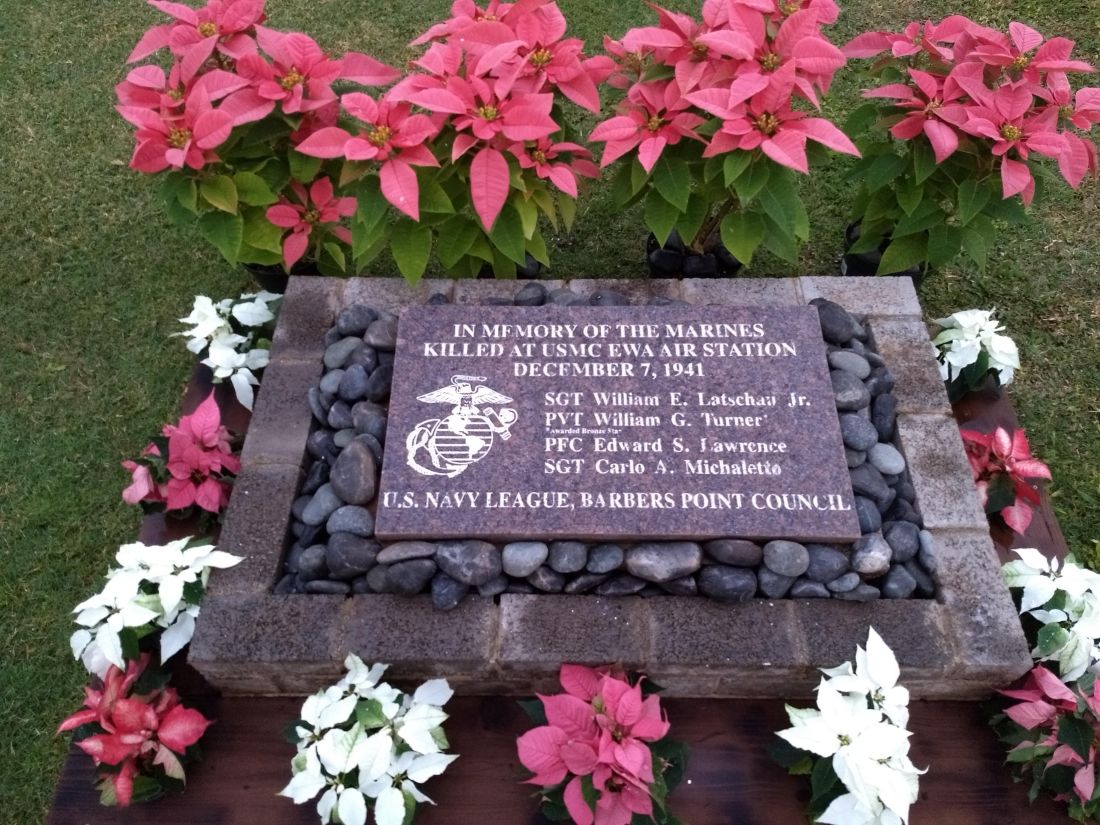 IN MEMORY OF THE MARINES
KILLED AT USMC EWA AIR STATION
DECEMBER 7, 1941
SGT William E. Latschau Jr.
PVT William G. Turner
"Awarded Bronze Star"
PFC Edward S. Lawrence
SGT Carlo A. Michaletto
U.S. NAVY LEAGUE, BARBERS POINT COUNCIL